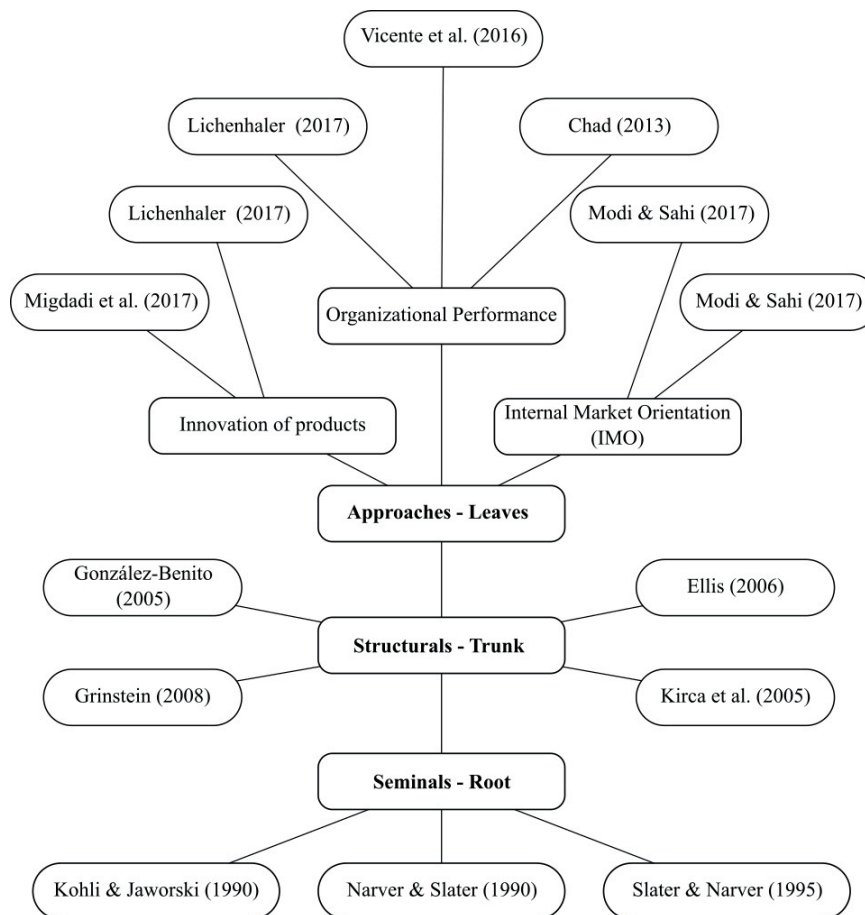 Vicente et al. (2016)
Lichenhaler (2017)
Chad (2013)
Lichenhaler (2017)
Modi & Sahi (2017)
Migdadi et al. (2017)
Organizational Performance
Modi & Sahi (2017)
Innovation of products
Internal Market Orientation
(IMO)
Approaches - Leaves
González-Benito
(2005)
Ellis (2006)
Structurals - Trunk
Grinstein (2008)
Kirca et al. (2005)
Seminals - Root
Kohli & Jaworski (1990)
Narver & Slater (1990)
Slater & Narver (1995)